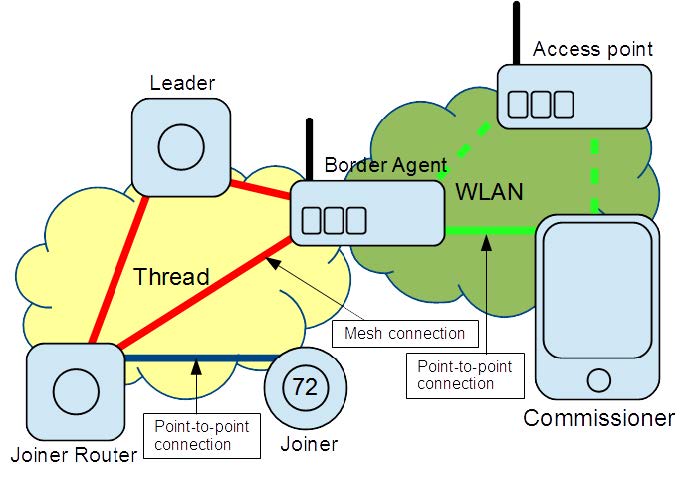 Access point
Leader
Border Agent
WLAN
Thread
Mesh connection
Point-to-point
connection
72
Commissioner
Point-to-point
connection
Joiner
Joiner Router